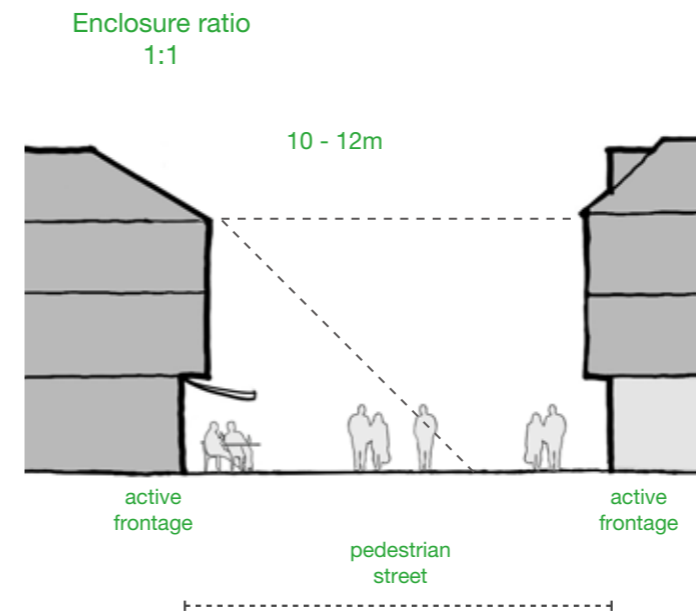 Enclosure ratio
1:1
10 - 12m
active
frontage
active
frontage
pedestrian
street